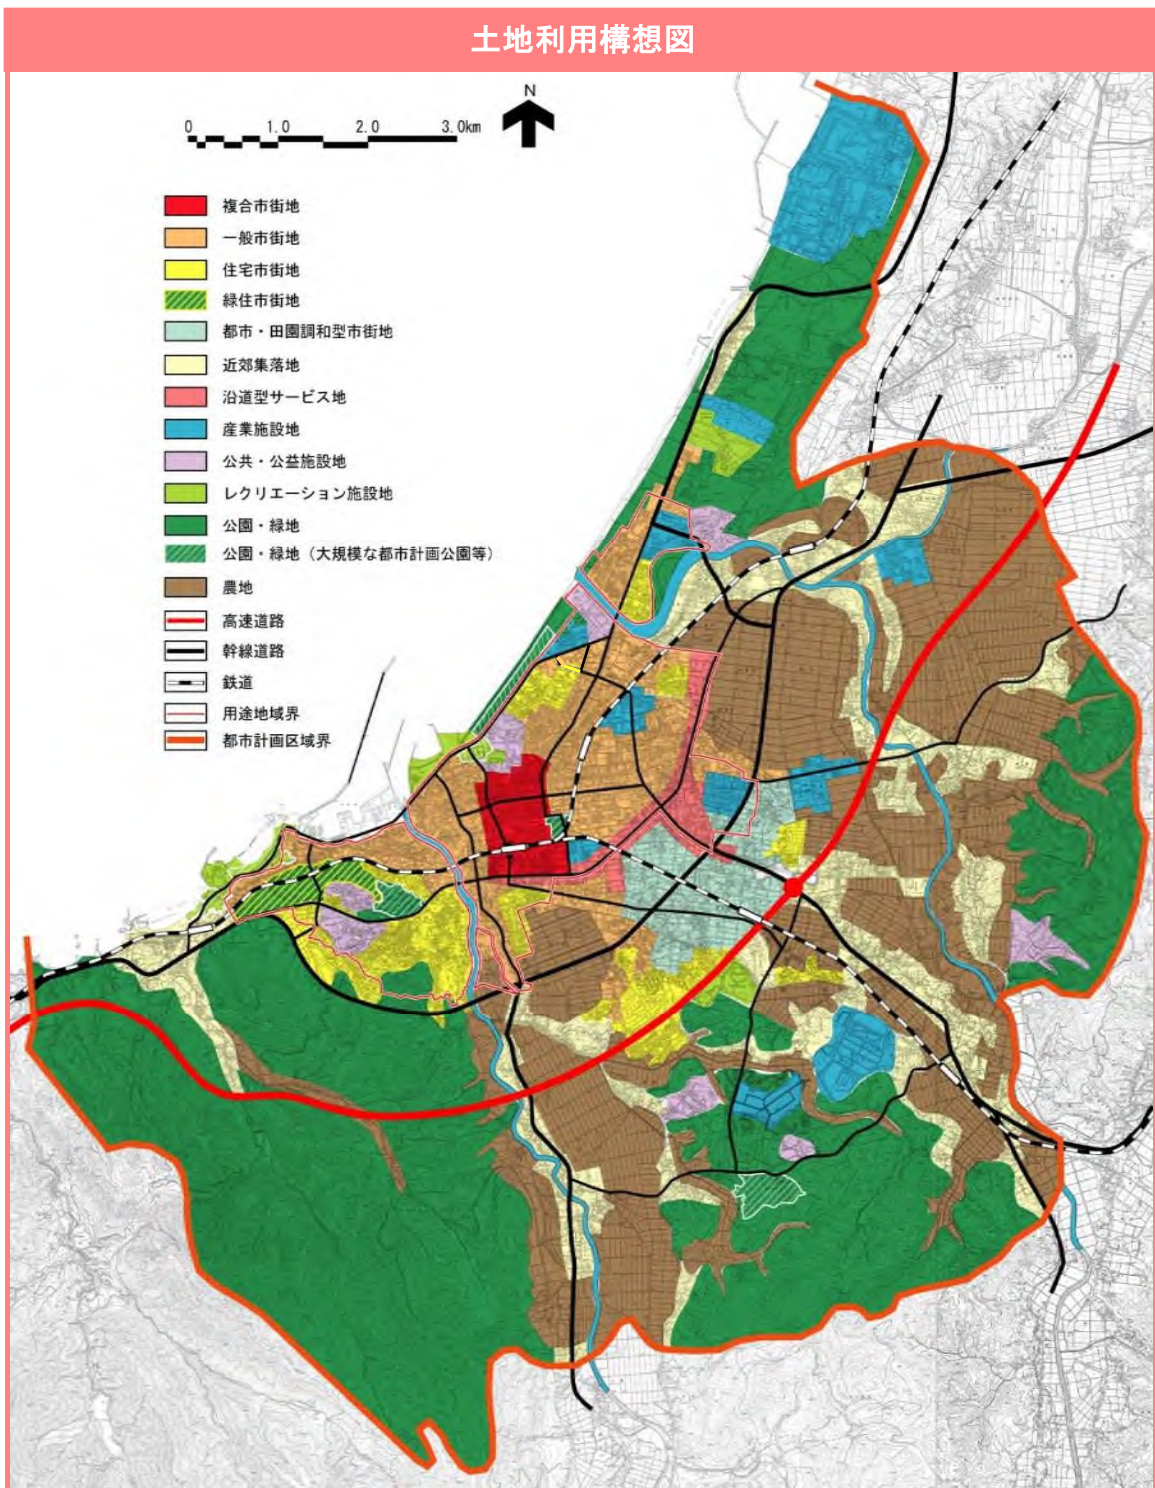 土地利用構想図
N
0 1.0 2.0 3.0km
複合市街地
一般市街地
住宅市街地
緑住市街地
都市・田園調和型市街地
近郊集落地
沿道型サービス地
産業施設地
公共・公益施設地
レクリエーション施設地
公園・緑地
公園・緑地（大規模な都市計画公園等）
農地
高速道路
幹線道路
鉄道
用途地域界
都市計画区域界